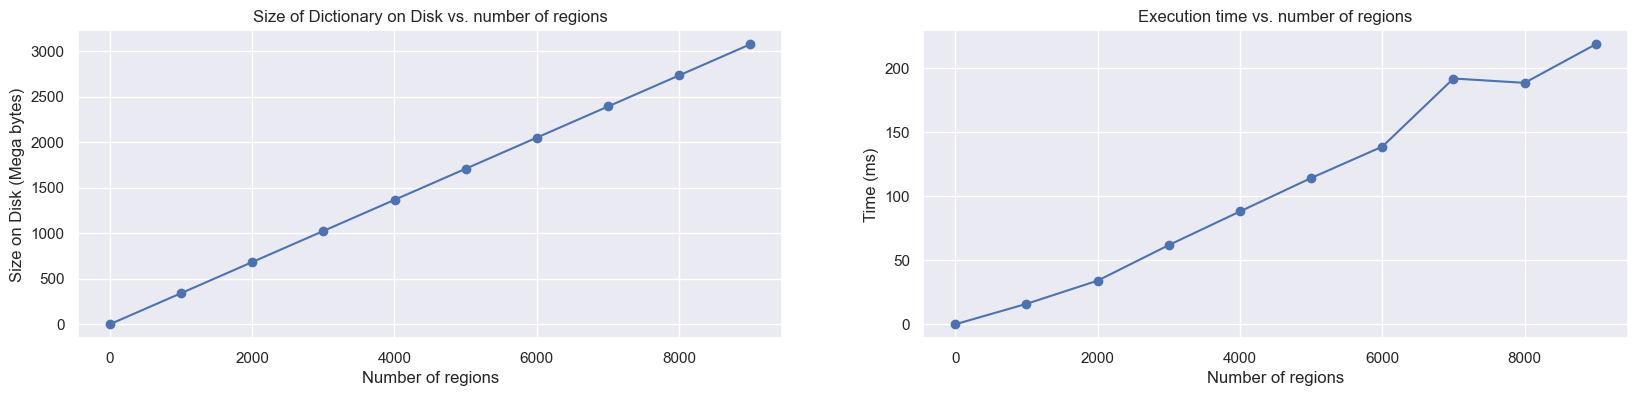 Size of Dictionary on Disk vs. number of regions
Size on Disk (Mega bytes)
3000
2500
2000
1500
1000
500
0
0 2000 4000 6000 8000
Number of regions
Execution time vs. number of regions
Time (ms)
200
150
100
50
0
0 2000 4000 6000 8000
Number of regions